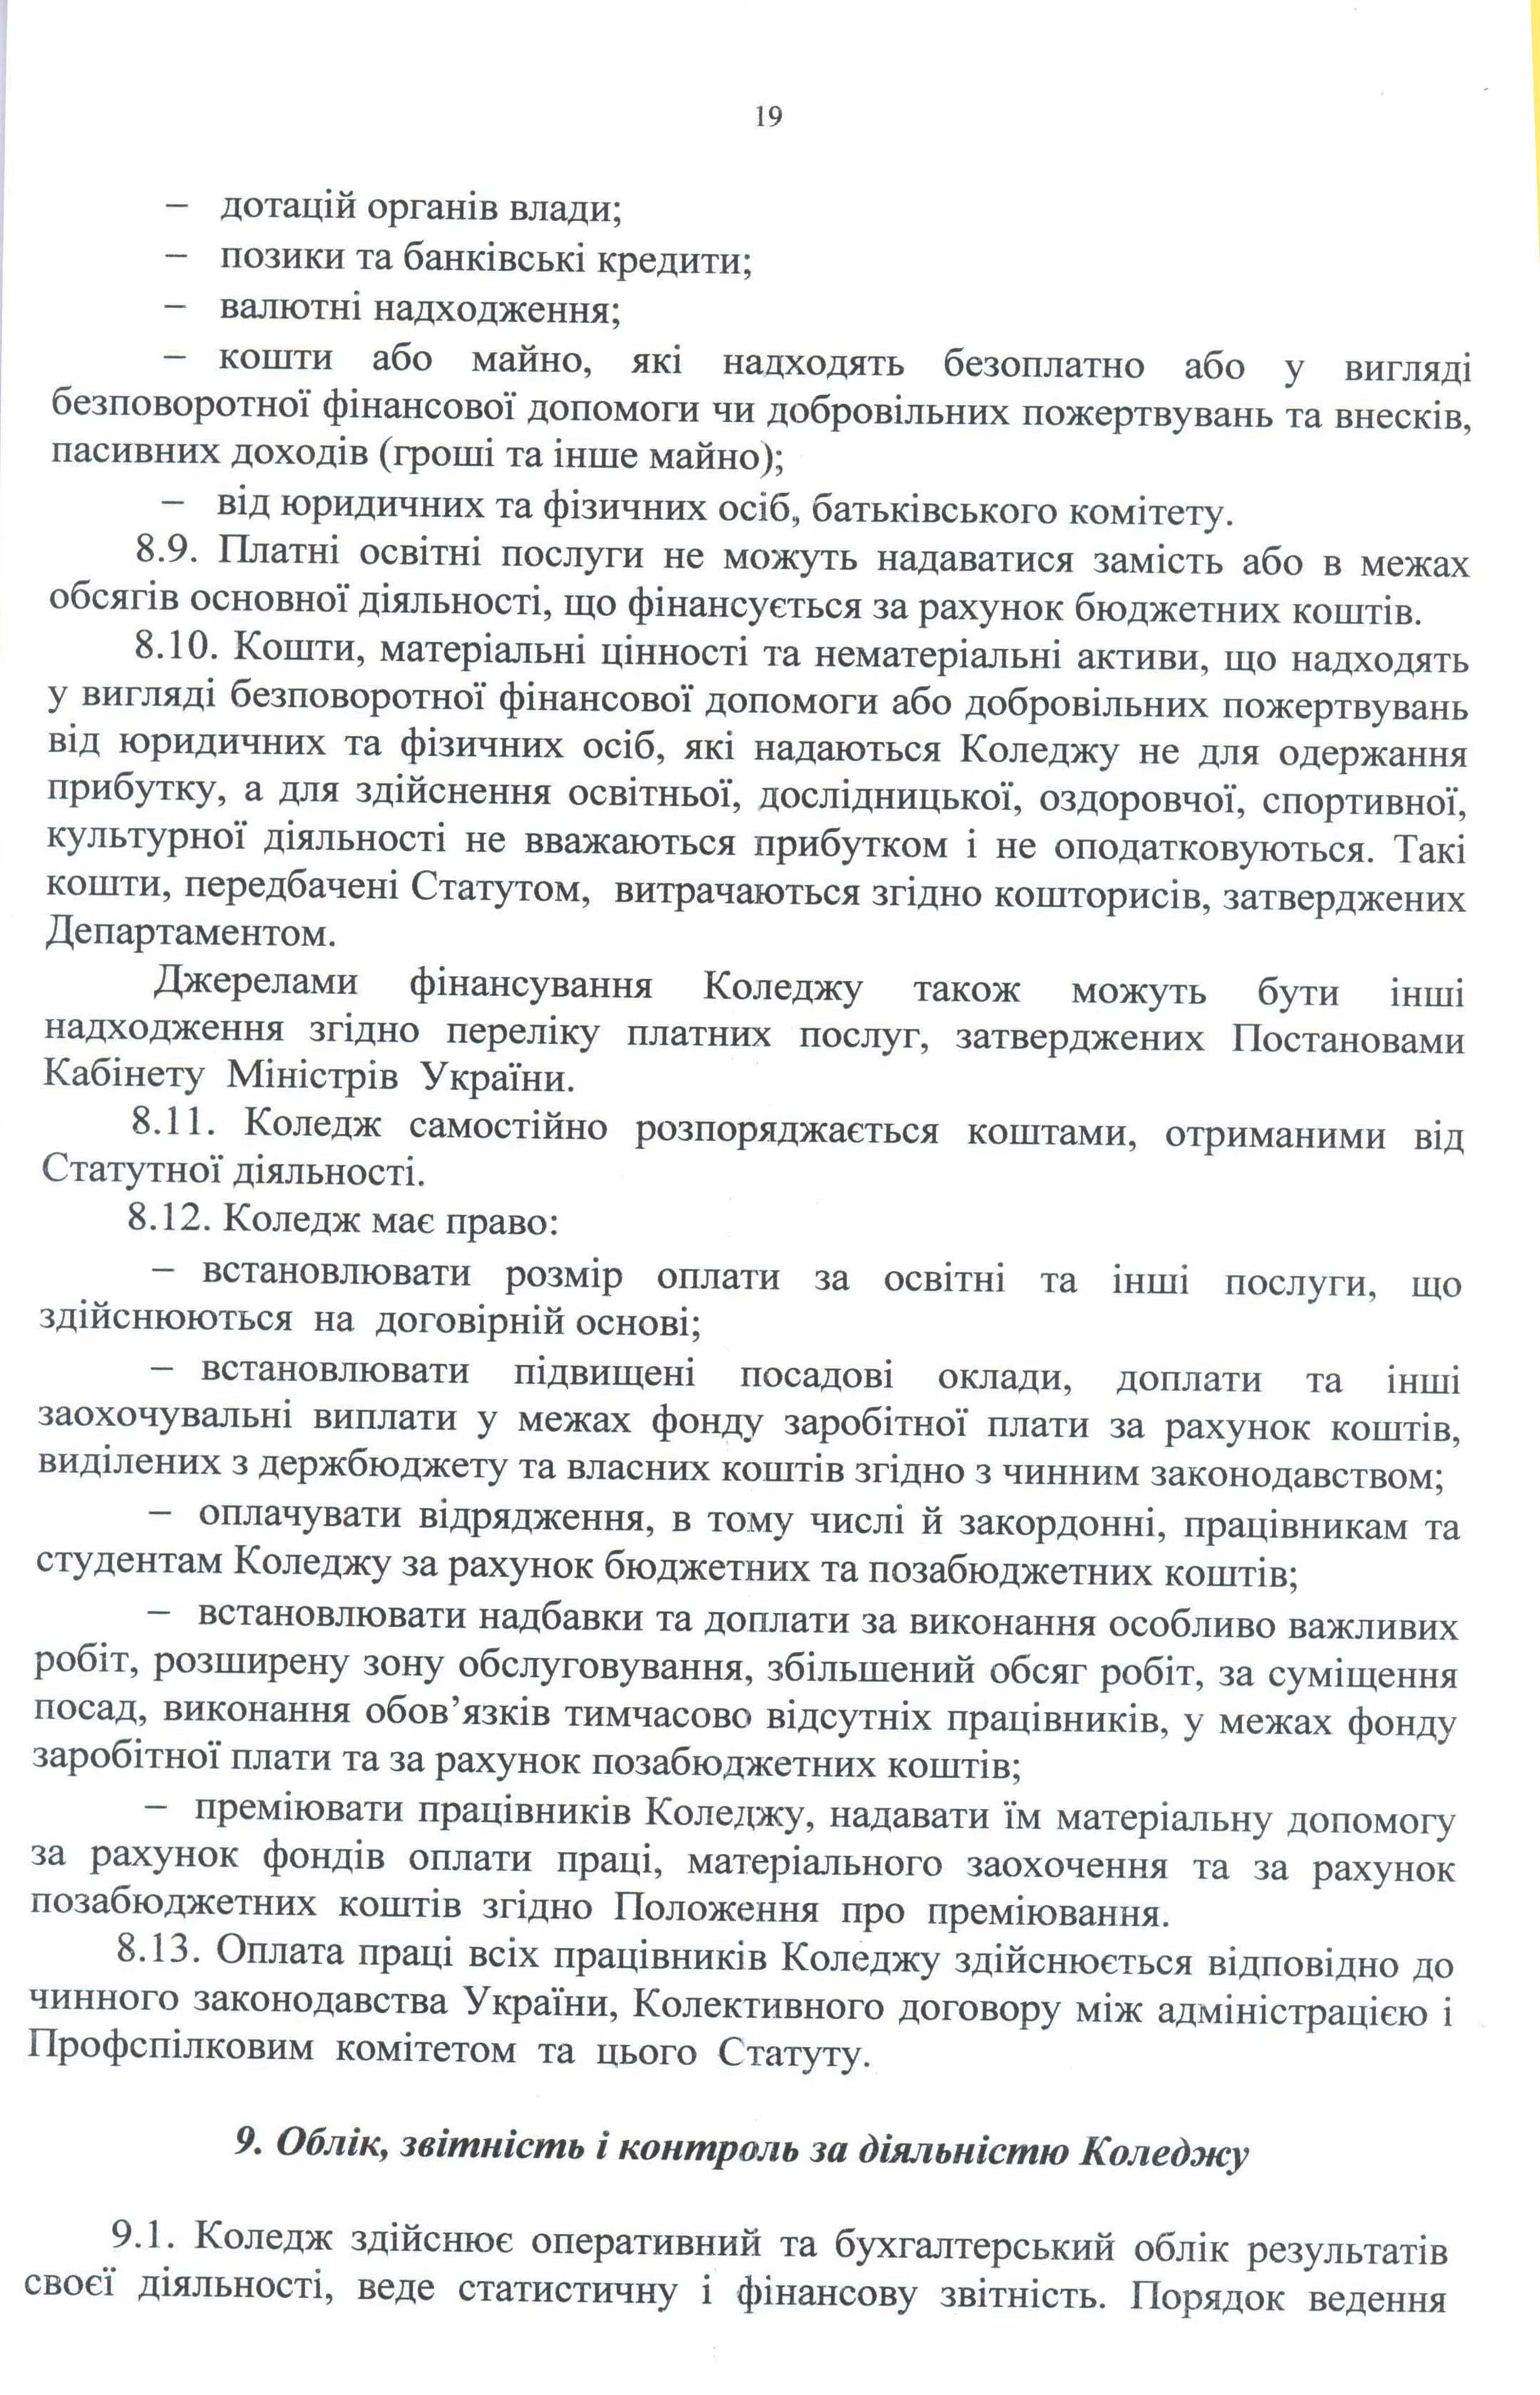 19
– дотацій органів влади;
– позики та банківські кредити;
– валютні надходження;
– кошти або майно, які надходять безоплатно або у вигляді
безповоротної фінансової допомоги чи добровільних пожертвувань та внесків,
пасивних доходів (гроші та інше майно);
– від юридичних та фізичних осіб, батьківського комітету.
8.9. Платні освітні послуги не можуть надаватися замість або в межах
обсягів основної діяльності, що фінансується за рахунок бюджетних коштів.
8.10. Кошти, матеріальні цінності та нематеріальні активи, що надходять
у вигляді безповоротної фінансової допомоги або добровільних пожертвувань
від юридичних та фізичних осіб, які надаються Коледжу не для одержання
прибутку, а для здійснення освітньої, дослідницької, оздоровчої, спортивної,
культурної діяльності не вважаються прибутком і не оподатковуються. Такі
кошти, передбачені Статутом, витрачаються згідно кошторисів, затверджених
Департаментом.
Джерелами фінансування Коледжу також можуть бути інші
надходження згідно переліку платних послуг, затверджених Постановами
Кабінету Міністрів України.
8.11. Коледж самостійно розпоряджається коштами, отриманими від
Статутної діяльності.
8.12. Коледж має право:
– встановлювати розмір оплати за освітні та інші послуги, що
здійснюються на договірній основі;
– встановлювати підвищені посадові оклади, доплати та інші
заохочувальні виплати у межах фонду заробітної плати за рахунок коштів,
виділених з держбюджету та власних коштів згідно з чинним законодавством;
– оплачувати відрядження, в тому числі й закордонні, працівникам та
студентам Коледжу за рахунок бюджетних та позабюджетних коштів;
– встановлювати надбавки та доплати за виконання особливо важливих
робіт, розширену зону обслуговування, збільшений обсяг робіт, за суміщення
посад, виконання обов’язків тимчасово відсутніх працівників, у межах фонду
заробітної плати та за рахунок позабюджетних коштів;
– преміювати працівників Коледжу, надавати їм матеріальну допомогу
за рахунок фондів оплати праці, матеріального заохочення та за рахунок
позабюджетних коштів згідно Положення про преміювання.
8.13. Оплата праці всіх працівників Коледжу здійснюється відповідно до
чинного законодавства України, Колективного договору між адміністрацією і
Профспілковим комітетом та цього Статуту.
9. Облік, звітність і контроль за діяльністю Коледжу
9.1. Коледж здійснює оперативний та бухгалтерський облік результатів
своєї діяльності, веде статистичну і фінансову звітність. Порядок ведення